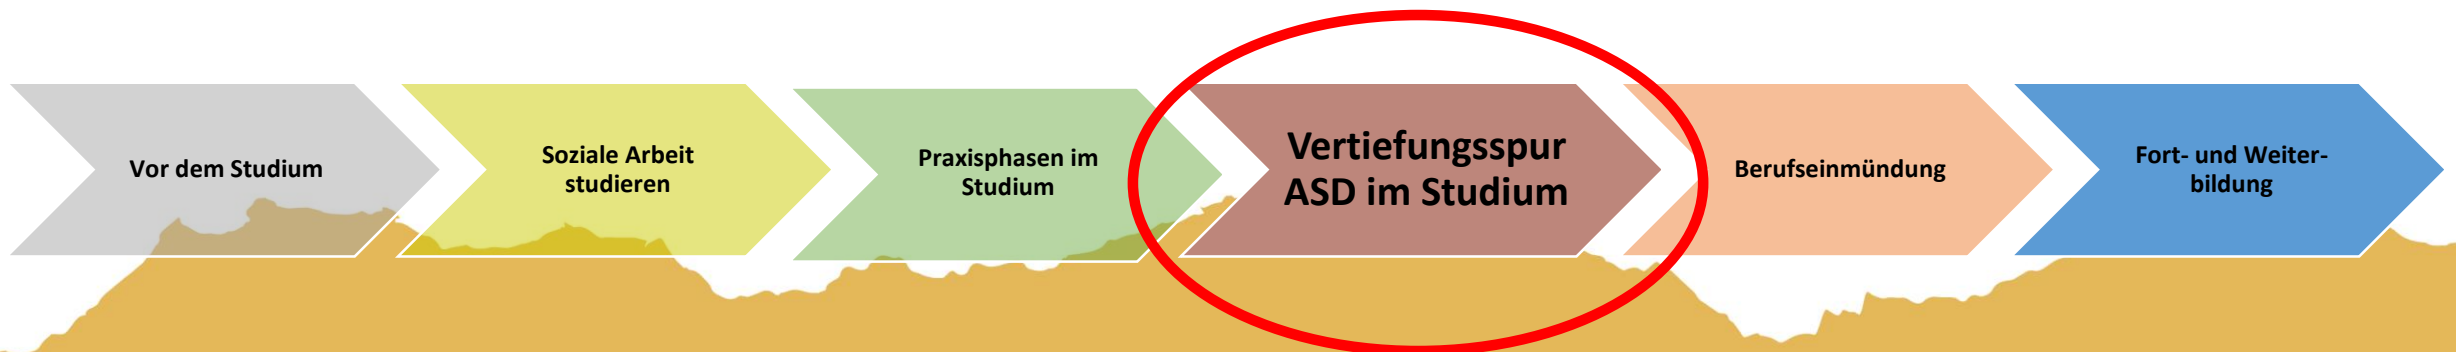 Vor dem Studium
Soziale Arbeit
studieren
Praxisphasen im
Studium
Vertiefungsspur
ASD im Studium
Berufseinmündung
Fort- und Weiter-
bildung